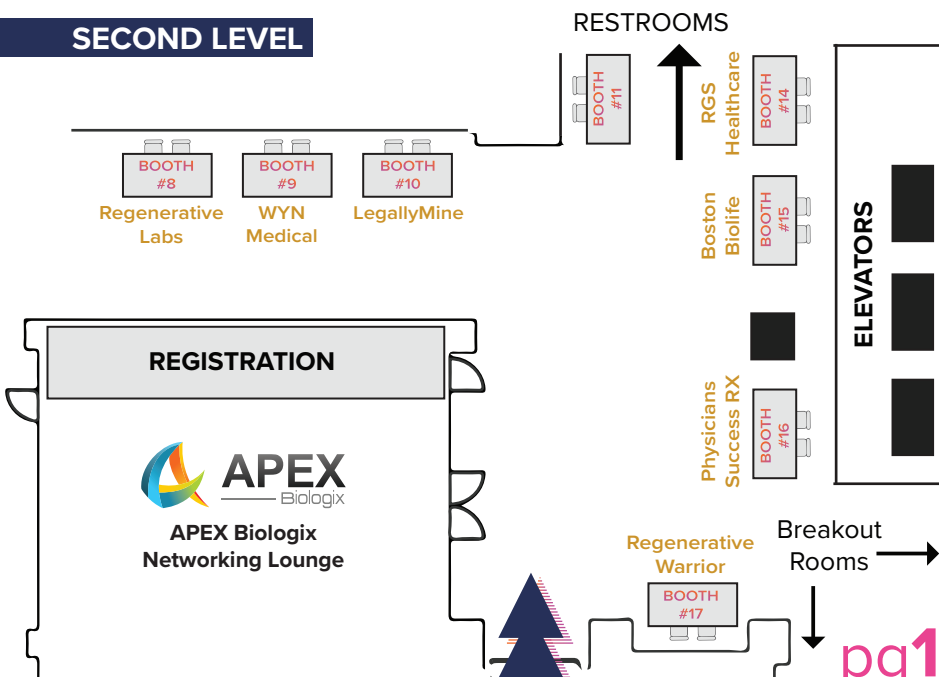 SECOND LEVEL
RESTROOMS
BOOTH
#11
RGS
Healthcare
BOOTH
#14
BOOTH
#8
Regenerative
Labs
BOOTH
#9
WYN
Medical
BOOTH
#10
LegallyMine
Boston
Biolife
BOOTH
#15
ELEVATORS
REGISTRATION
Physicians
Success RX
BOOTH
#16
APEX
Biologix
APEX Biologix
Networking Lounge
Regenerative
Warrior
BOOTH
#17
Breakout
Rooms
pg1